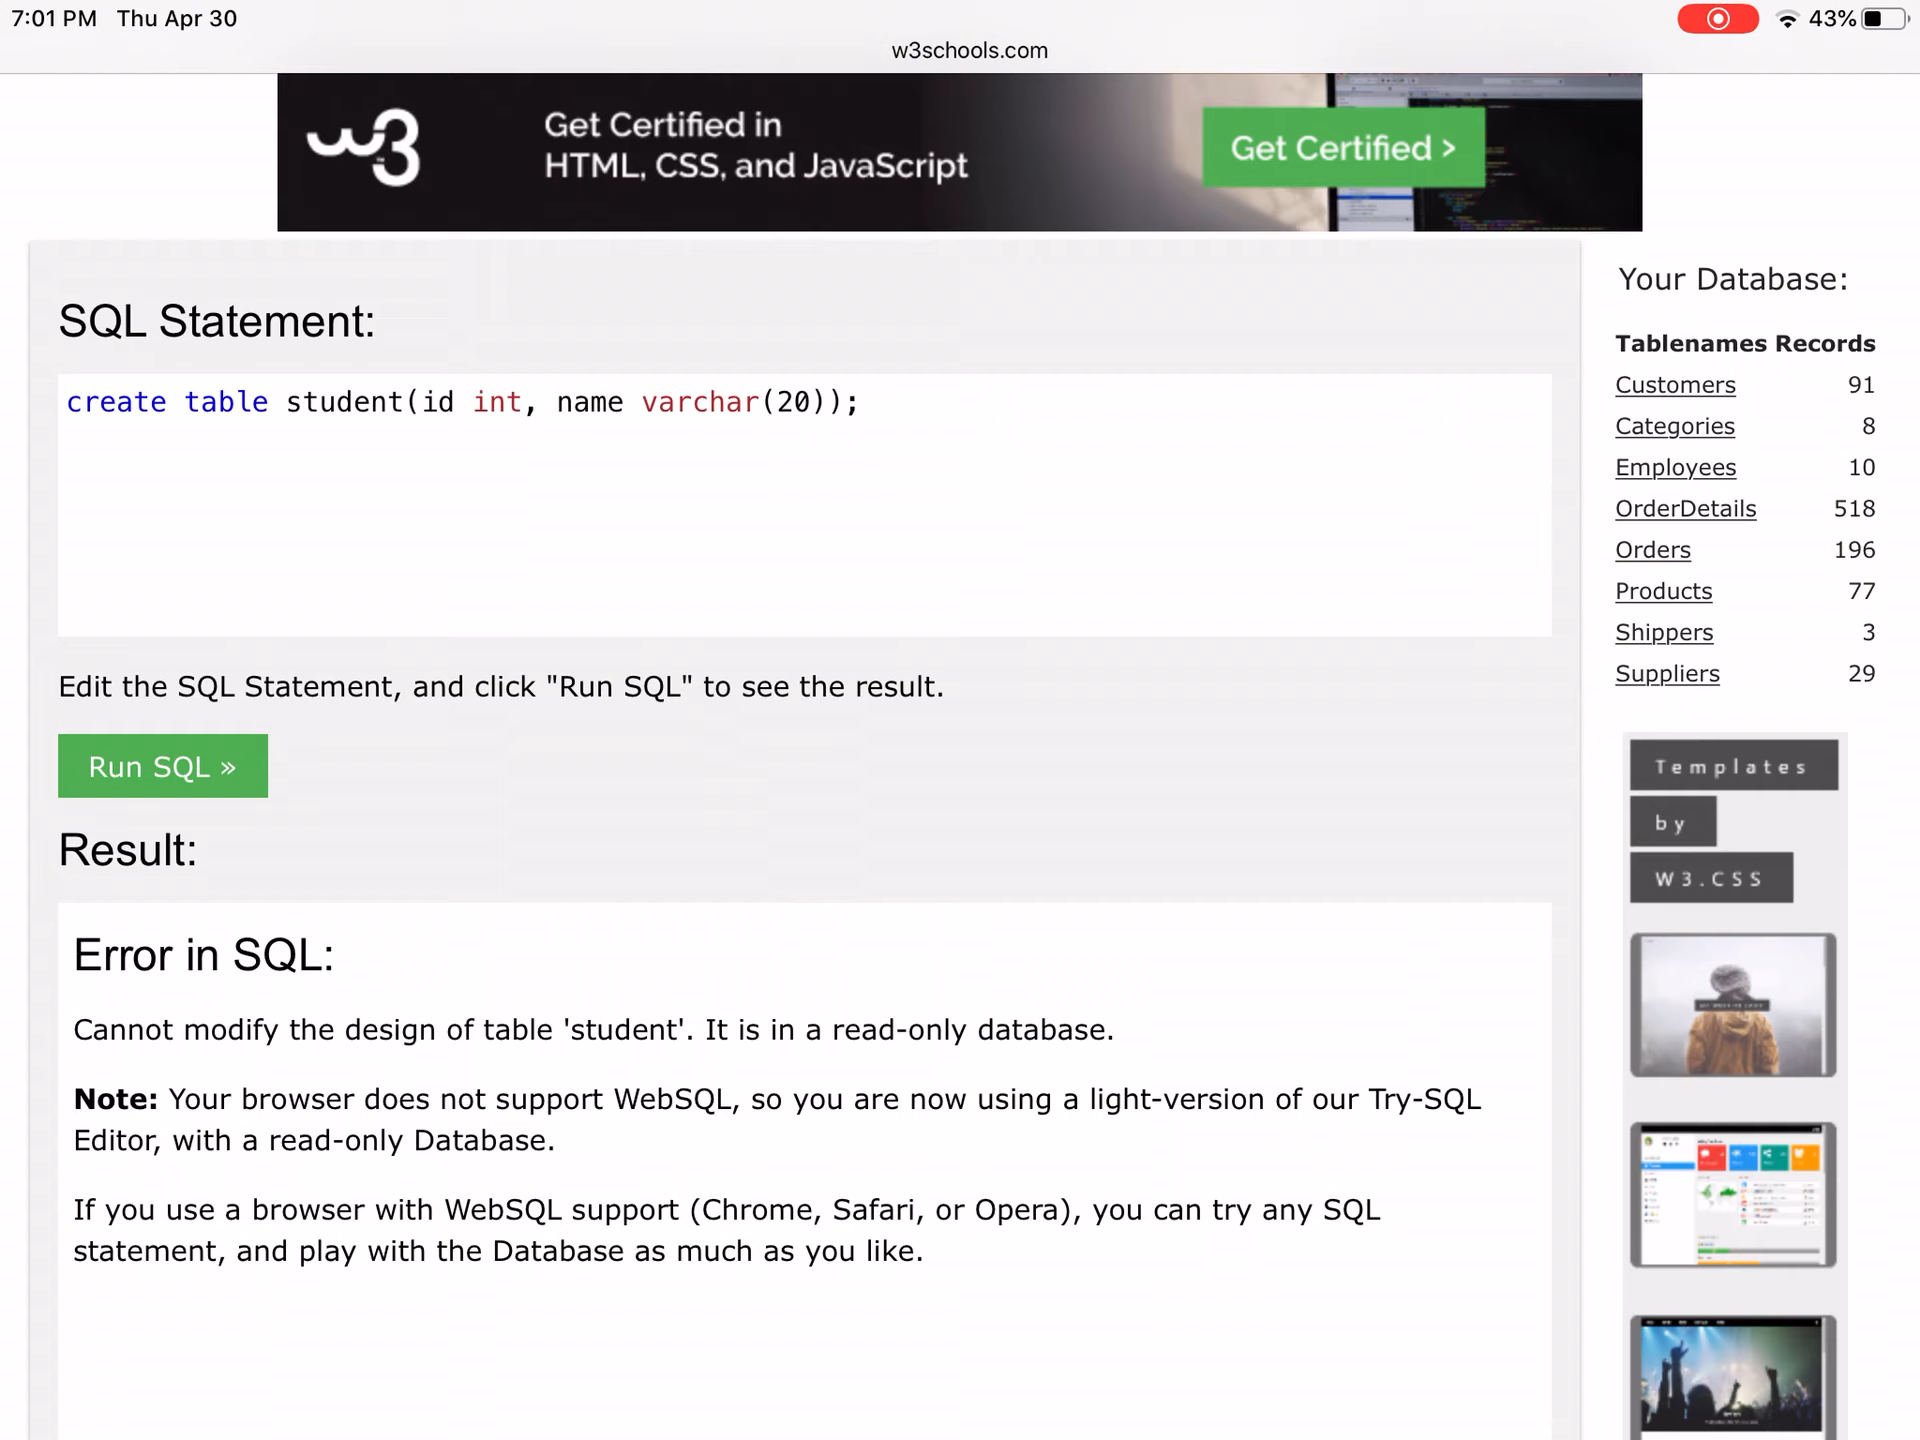 7:01 PM Thu Apr 30
43%
w3schools.com
w3
Get Certified in
HTML, CSS, and JavaScript
Get Certified >
SQL Statement:
create table student(id int, name varchar(20));
Edit the SQL Statement, and click "Run SQL" to see the result.
Run SQL »
Result:
Error in SQL:
Cannot modify the design of table 'student'. It is in a read-only database.
Note: Your browser does not support WebSQL, so you are now using a light-version of our Try-SQL
Editor, with a read-only Database.
If you use a browser with WebSQL support (Chrome, Safari, or Opera), you can try any SQL
statement, and play with the Database as much as you like.
Your Database:
Tablenames Records
Customers 91
Categories 8
Employees 10
OrderDetails 518
Orders 196
Products 77
Shippers 3
Suppliers 29
Templates
by
W3.CSS